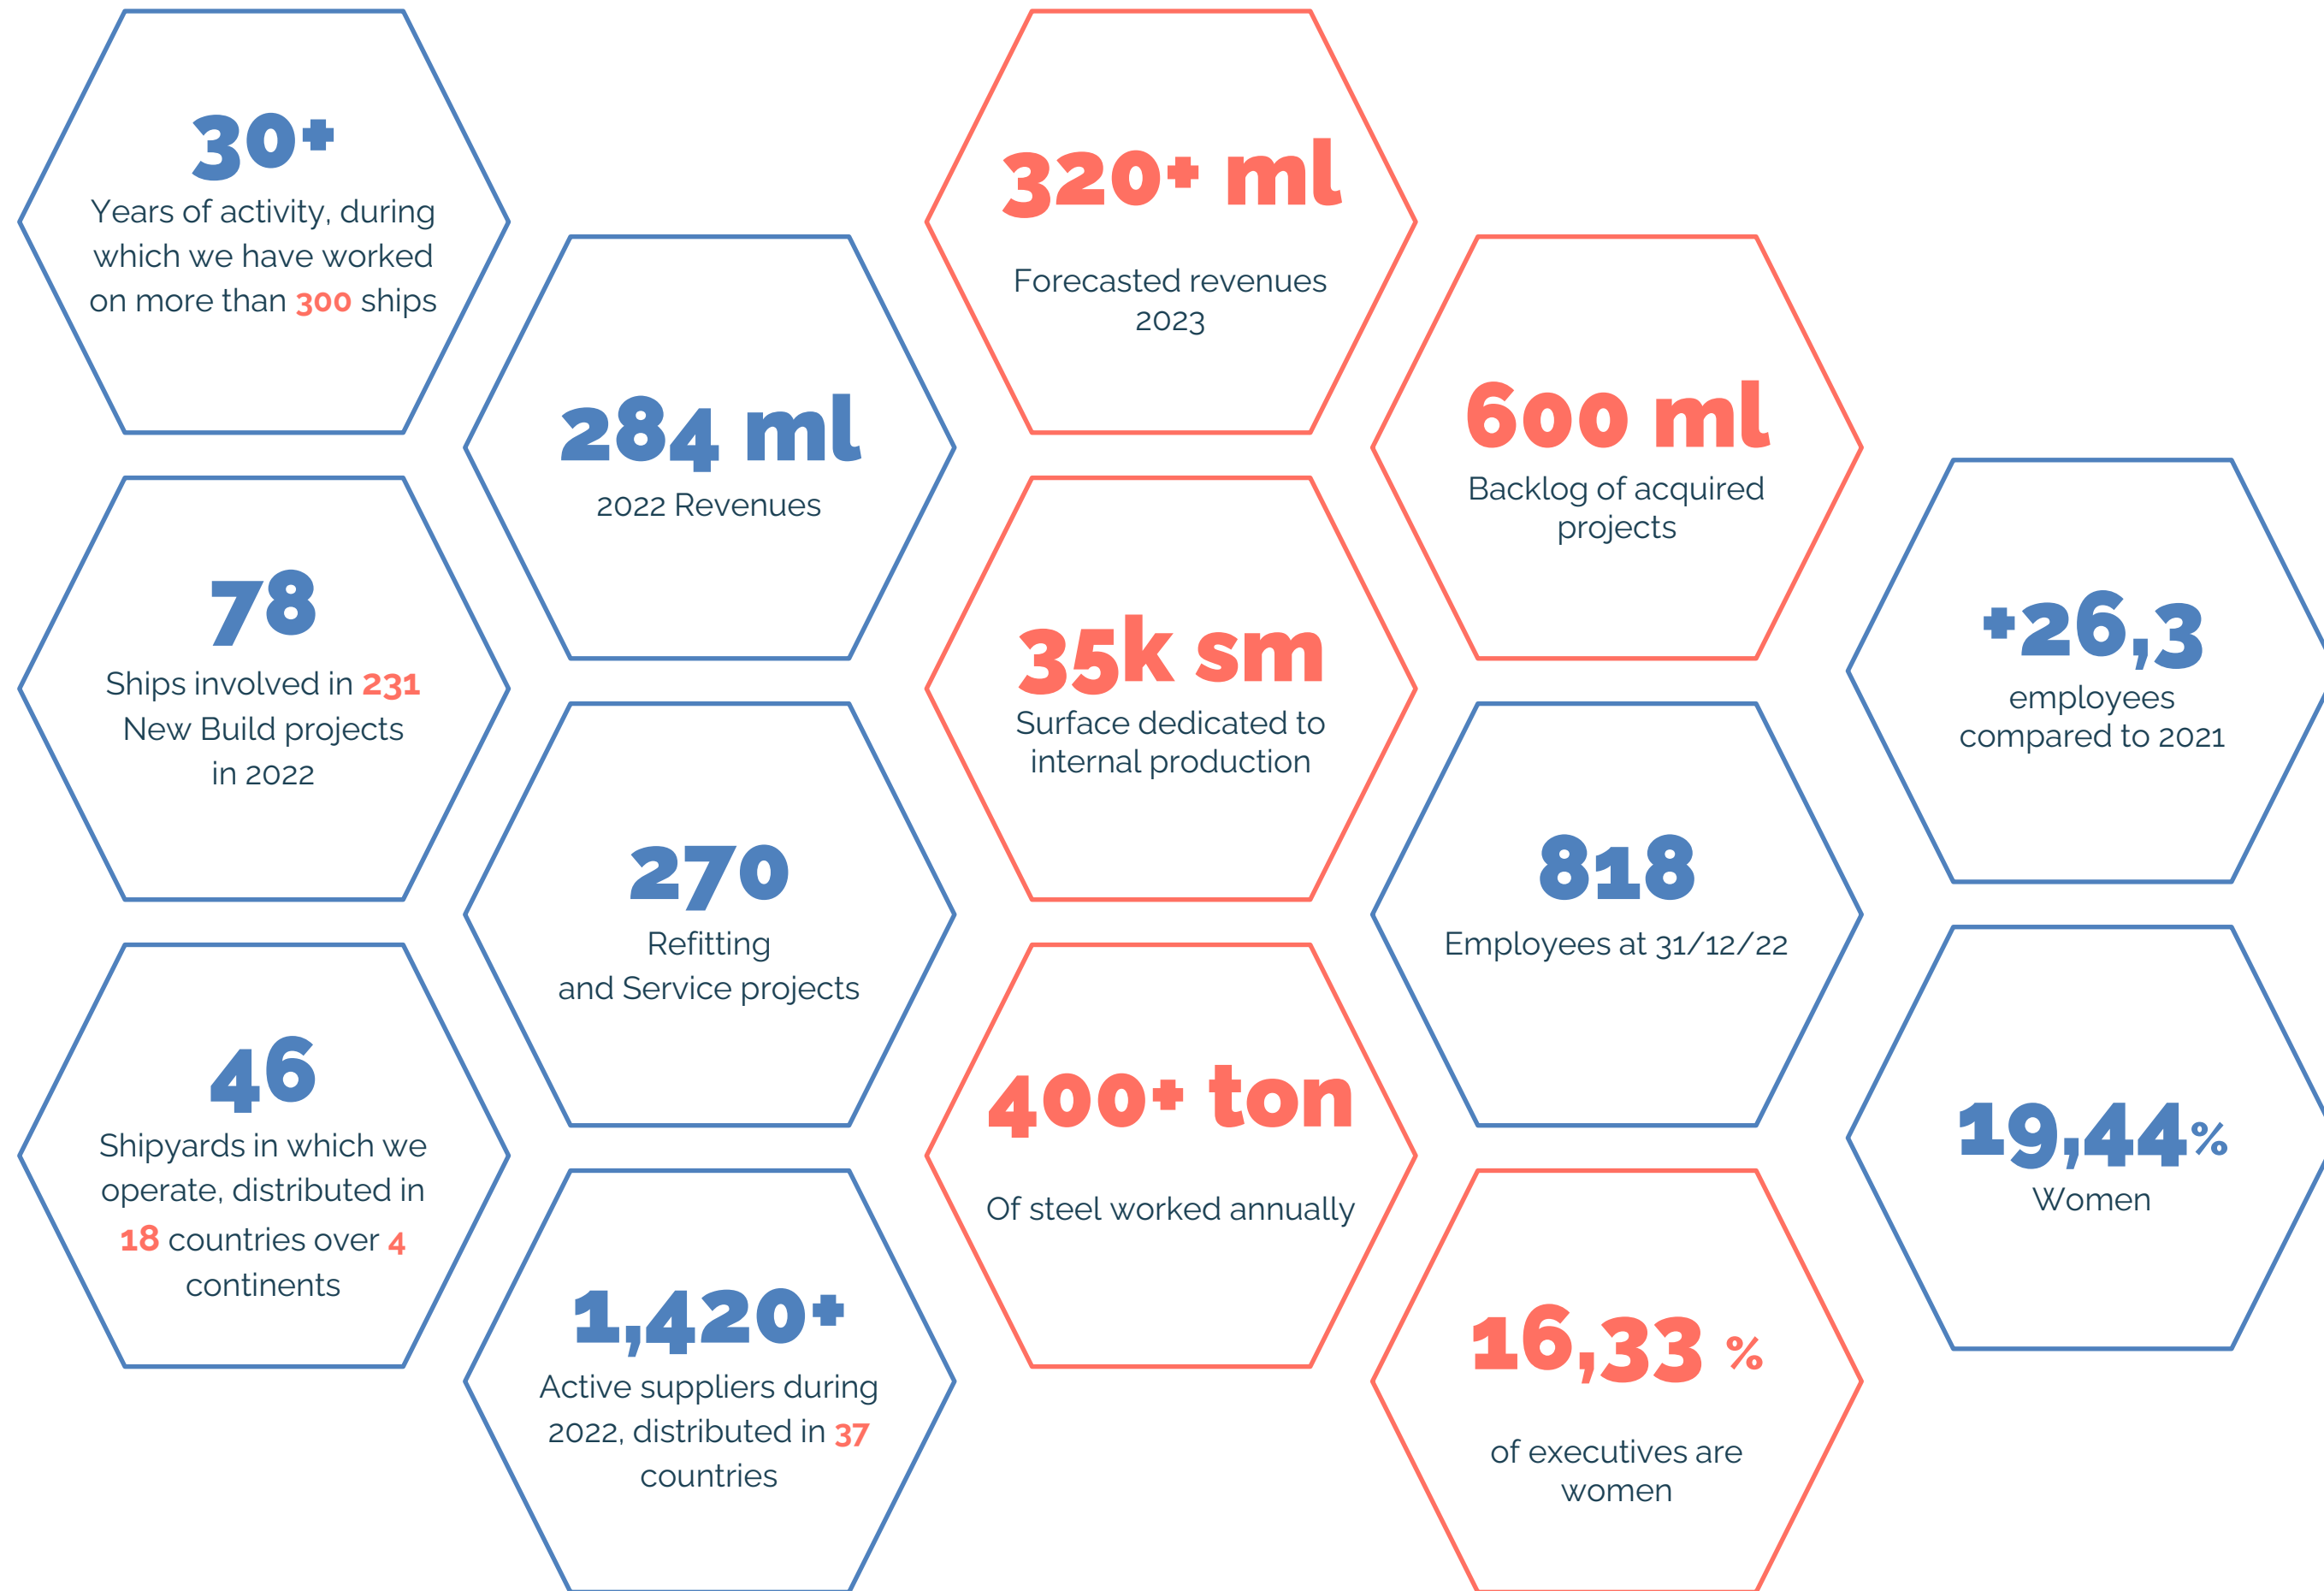 30+
Years of activity, during
which we have worked
on more than 300 ships
78
Ships involved in 231
New Build projects
in 2022
46
Shipyards in which we
operate, distributed in
18 countries over 4
continents
284 ml
2022 Revenues
270
Refitting
and Service projects
1,420+
Active suppliers during
2022, distributed in 37
countries
320+ ml
Forecasted revenues
2023
35k sm
Surface dedicated to
internal production
400+ ton
Of steel worked annually
600 ml
Backlog of acquired
projects
818
Employees at 31/12/22
16,33 %
of executives are
women
+26,3
employees
compared to 2021
19,44%
Women